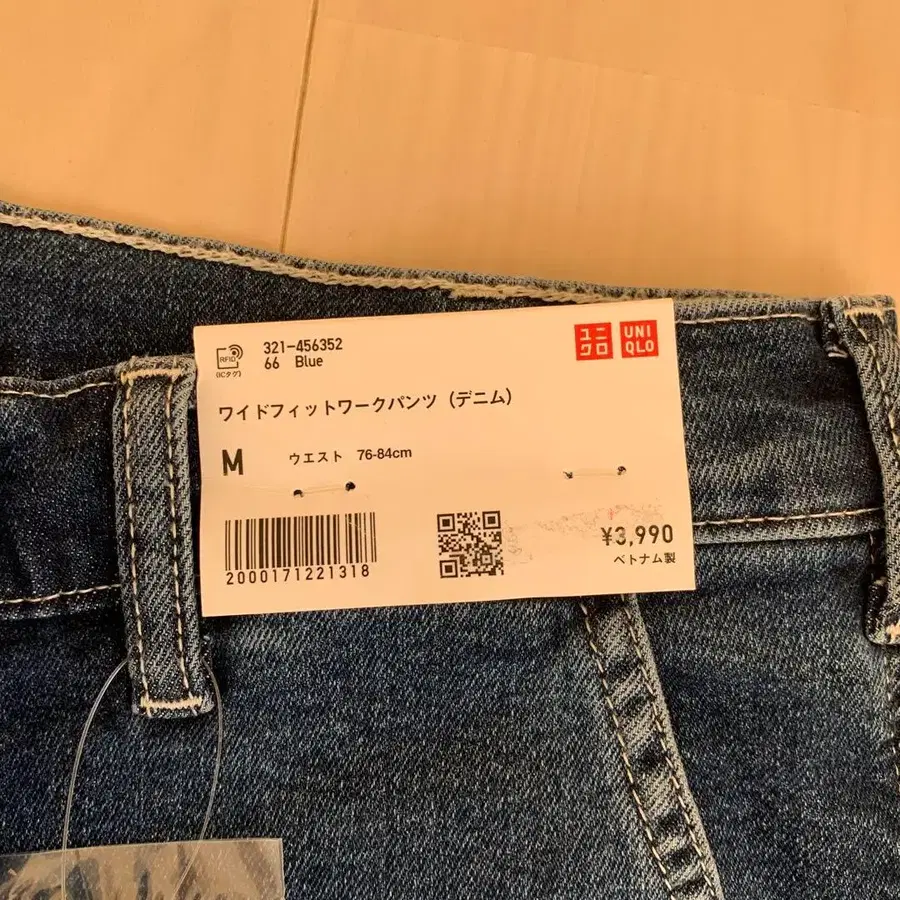 RFID
(ICタグ)
321-456352
66 Blue
ユニ
クロ
UNI
QLO
ワイドフィットワークパンツ (デニム)
M ウエスト 76-84cm
2000171221318
¥3,990
ベトナム製